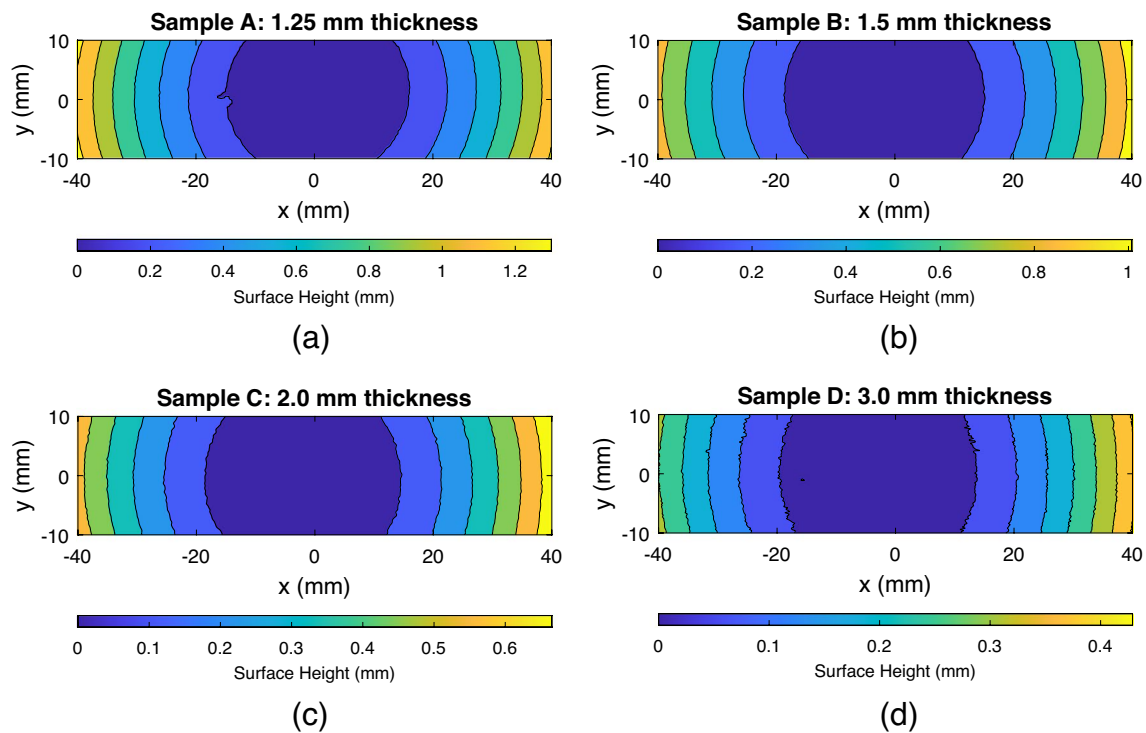 Sample A: 1.25 mm thickness
10
0
-10
y (mm)
-40 -20 0 20 40
x (mm)
0 0.2 0.4 0.6 0.8 1 1.2
Surface Height (mm)
(a)
Sample B: 1.5 mm thickness
10
0
-10
y (mm)
-40 -20 0 20 40
x (mm)
0 0.2 0.4 0.6 0.8 1
Surface Height (mm)
(b)
Sample C: 2.0 mm thickness
10
0
-10
y (mm)
-40 -20 0 20 40
x (mm)
0 0.1 0.2 0.3 0.4 0.5 0.6
Surface Height (mm)
(c)
Sample D: 3.0 mm thickness
10
0
-10
y (mm)
-40 -20 0 20 40
x (mm)
0 0.1 0.2 0.3 0.4
Surface Height (mm)
(d)